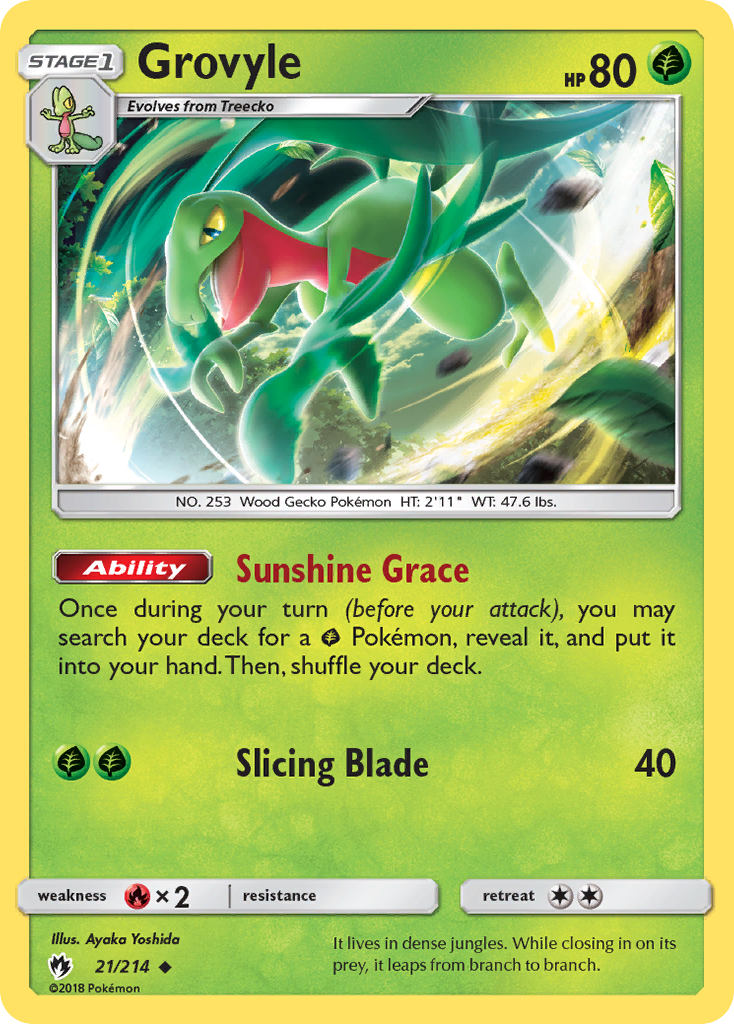 STAGE1
Grovyle
HP 80
Evolves from Treecko
NO. 253 Wood Gecko Pokémon HT: 2'11" WT: 47.6 lbs.
Ability Sunshine Grace
Once during your turn (before your attack), you may
search your deck for a Pokémon, reveal it, and put it
into your hand. Then, shuffle your deck.
Slicing Blade 40
weakness × 2 resistance retreat
Illus. Ayaka Yoshida
21/214
©2018 Pokémon
It lives in dense jungles. While closing in on its
prey, it leaps from branch to branch.